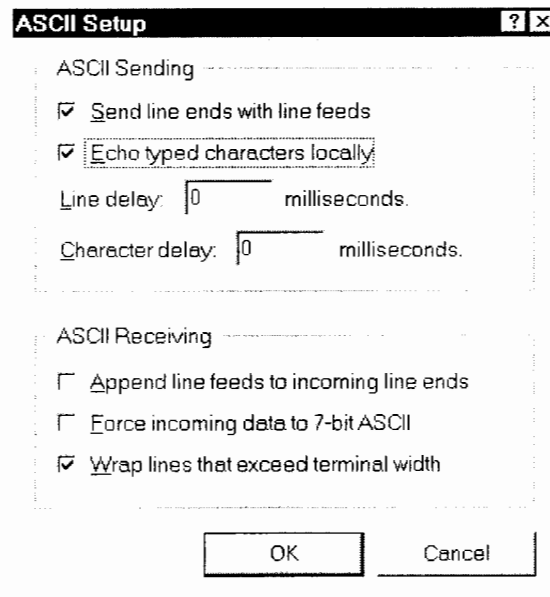 ASCII Setup
ASCII Sending
Send line ends with line feeds
Echo typed characters locally
Line delay: 0 milliseconds.
Character delay: 0 milliseconds.
ASCII Receiving
Append line feeds to incoming line ends
Force incoming data to 7-bit ASCII
Wrap lines that exceed terminal width
OK Cancel